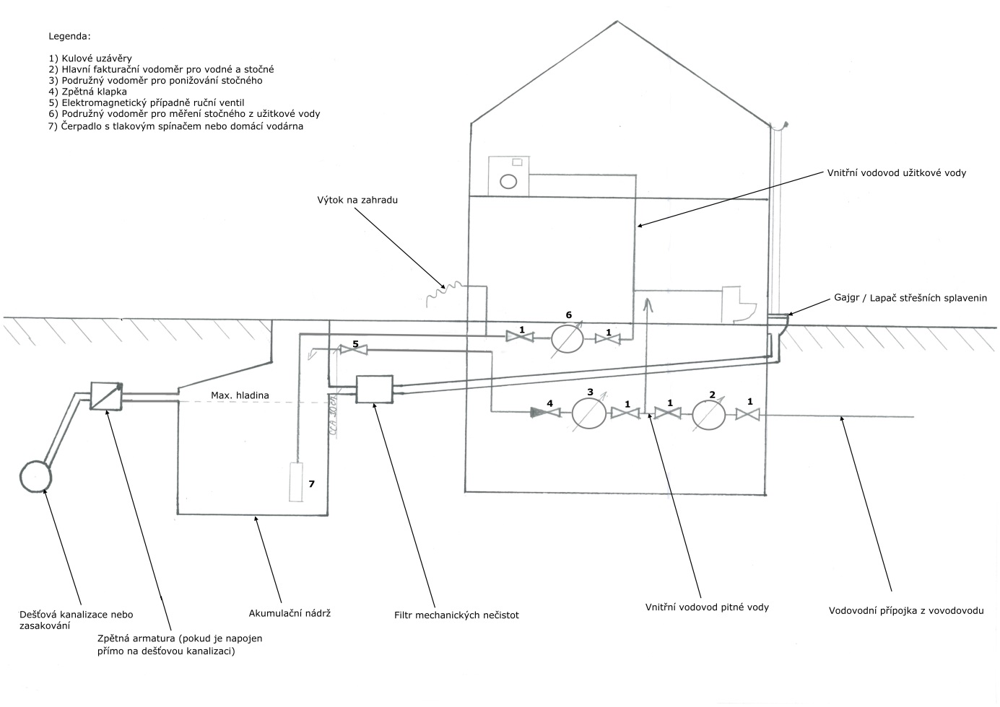 Legenda:
1) Kulové uzávěry
2) Hlavní fakturační vodoměr pro vodné a stočné
3) Podružný vodoměr pro ponižování stočného
4) Zpětná klapka
5) Elektromagnetický případně ruční ventil
6) Podružný vodoměr pro měření stočného z užitkové vody
7) Čerpadlo s tlakovým spínačem nebo domácí vodárna
Vnitřní vodovod užitkové vody
Výtok na zahradu
Gajgr / Lapač střešních splavenin
6
1
1
5
Max. hladina
4
3
1
1
2
1
7
Dešťová kanalizace nebo
zasakování
Zpětná armatura (pokud je napojen
přímo na dešťovou kanalizaci)
Akumulační nádrž
Filtr mechanických nečistot
Vnitřní vodovod pitné vody
Vodovodní přípojka z vovodovodu